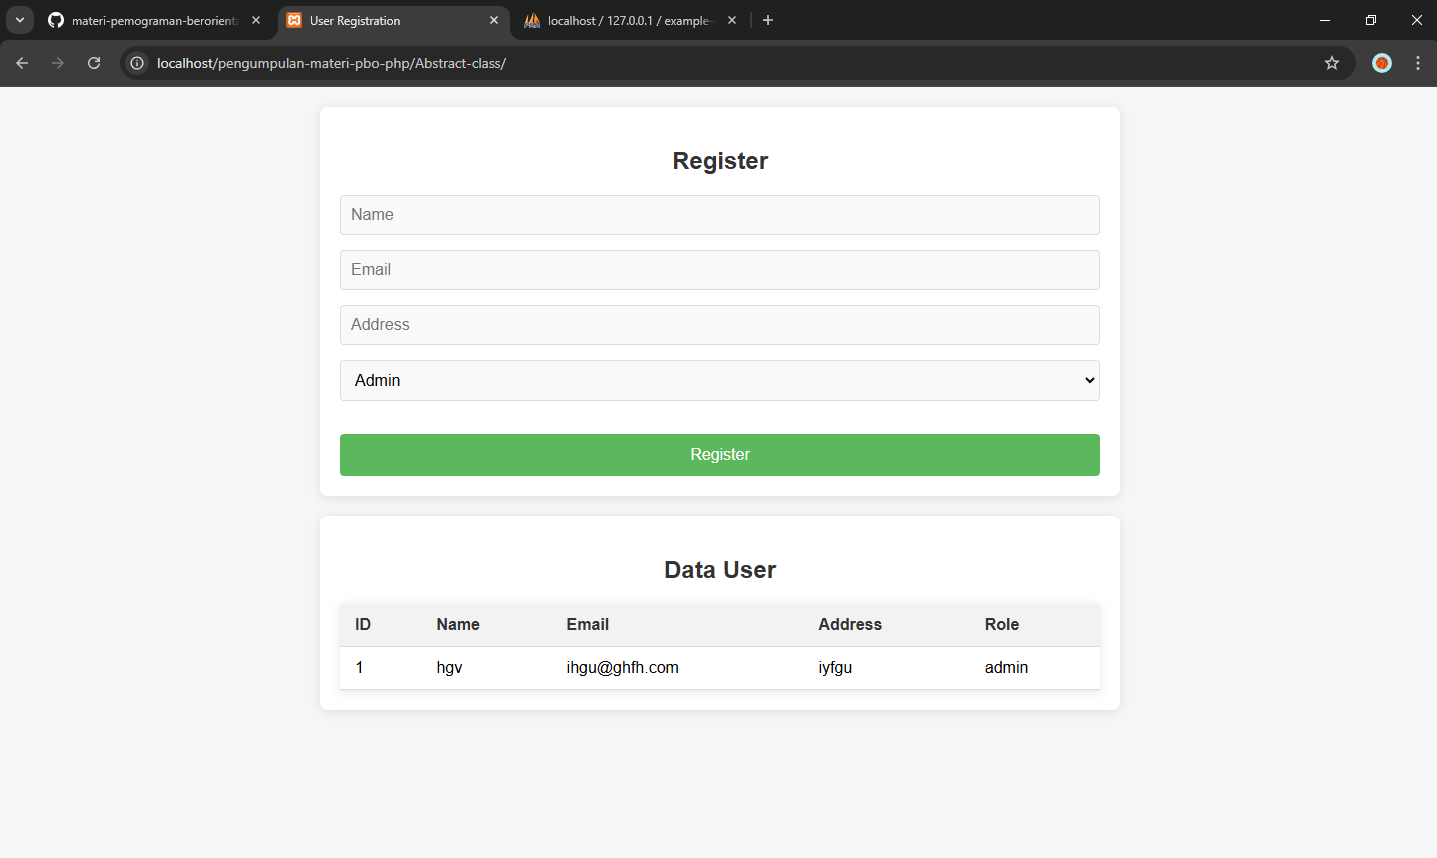 materi-pemograman-berorient
User Registration
localhost / 127.0.0.1 / example-
localhost/pengumpulan-materi-pbo-php/Abstract-class/
Register
Name
Email
Address
Admin
Register
Data User
ID Name Email Address Role
1 hgv ihgu@ghfh.com iyfgu admin